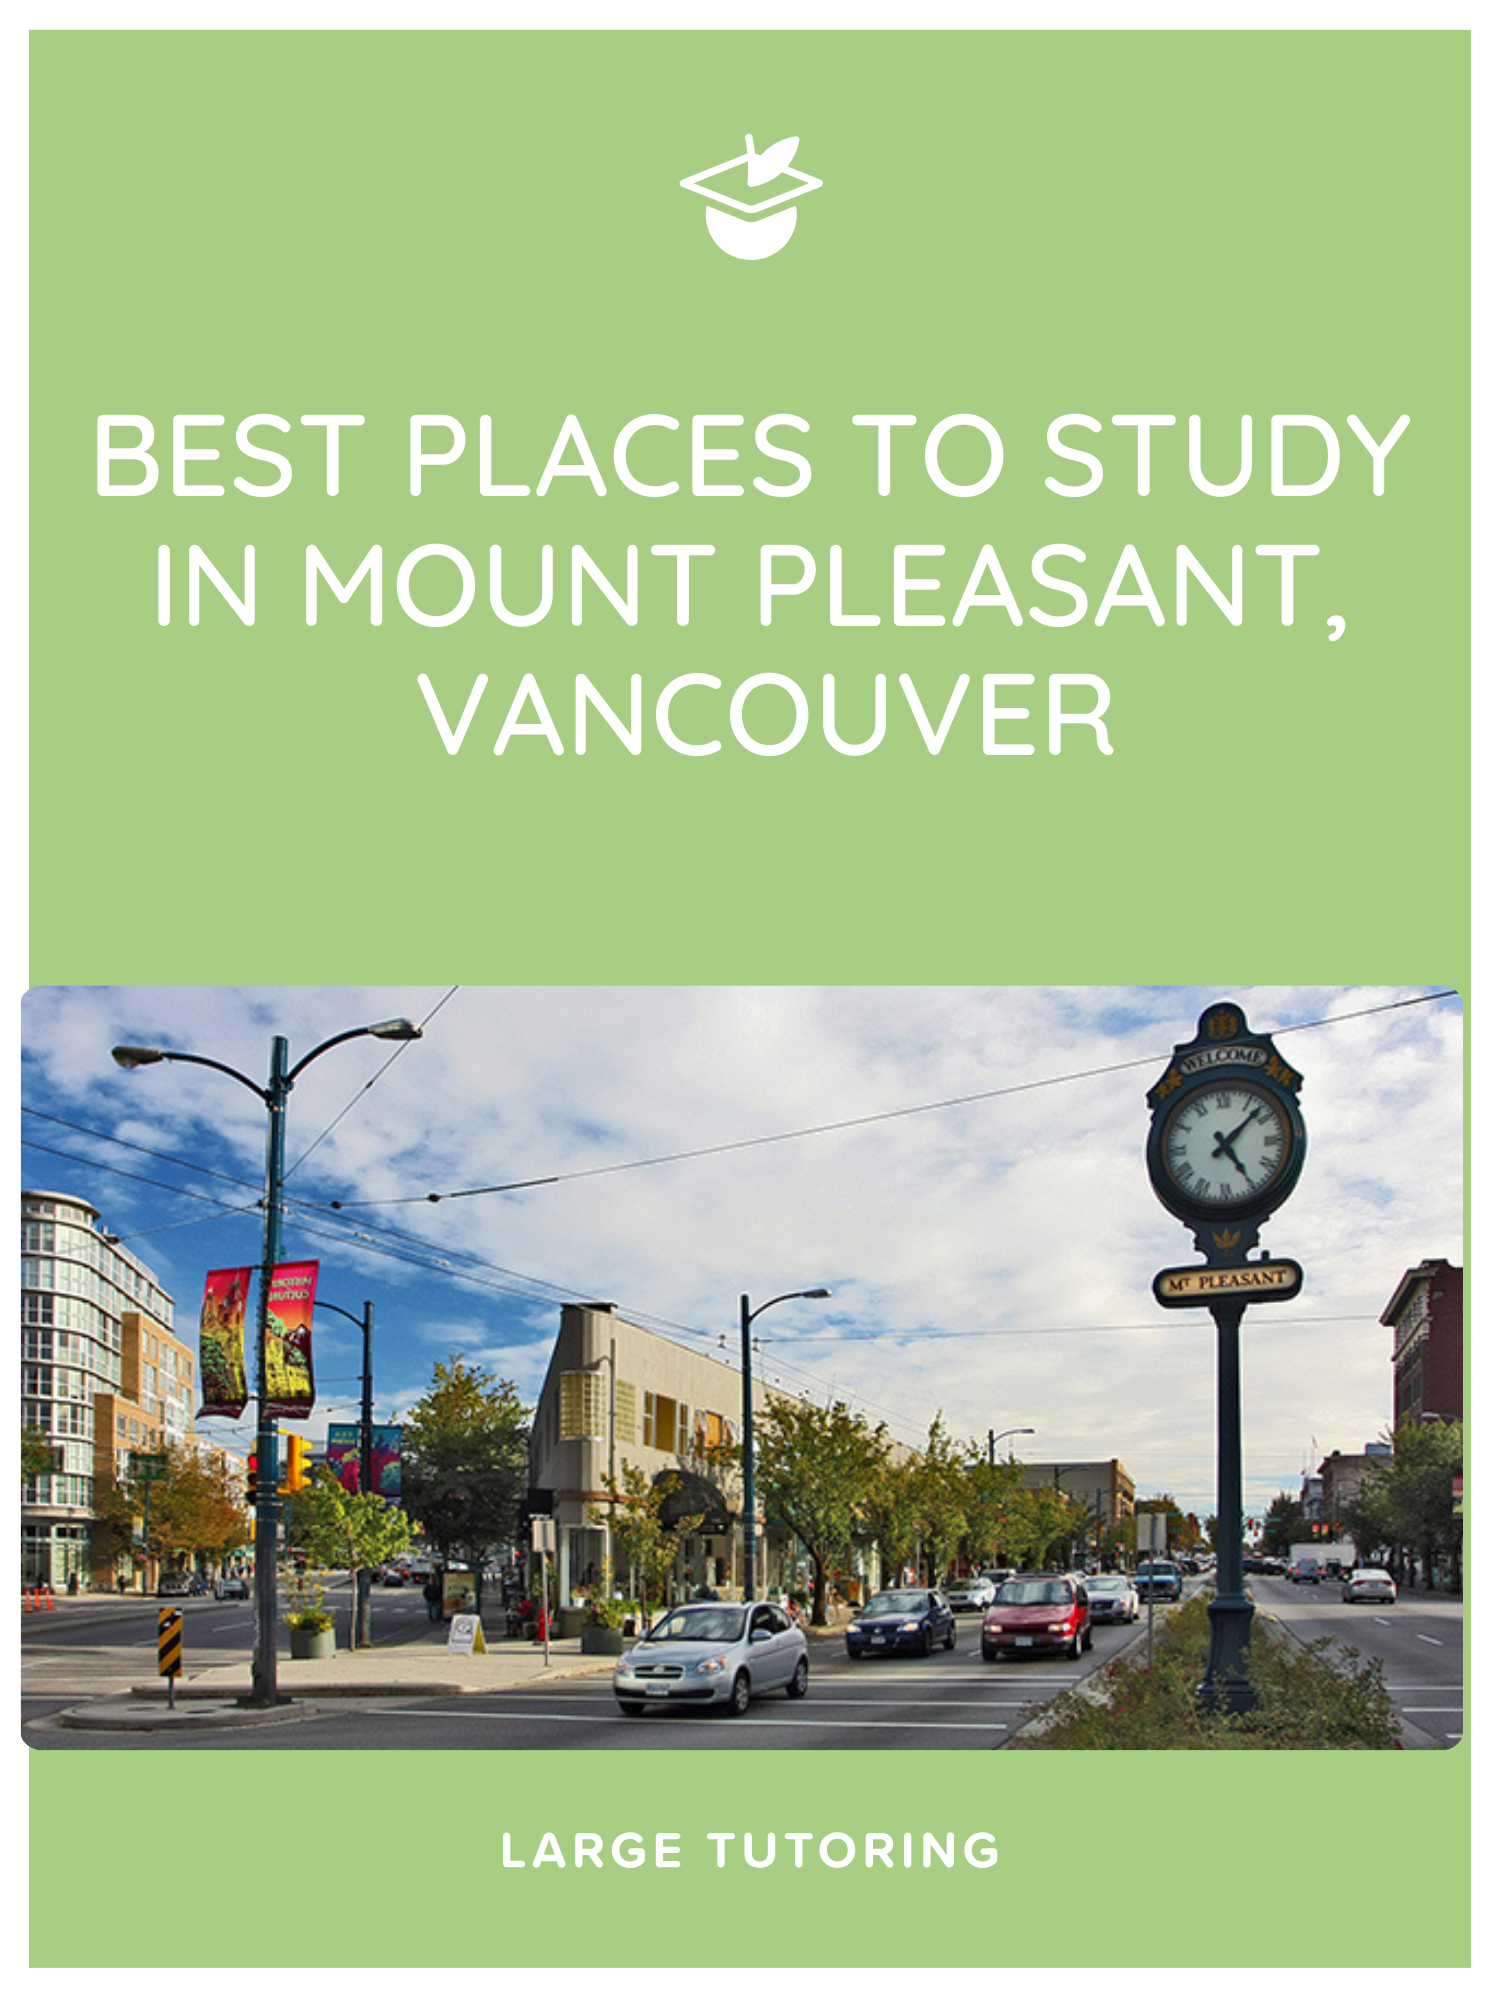 BEST PLACES TO STUDY
IN MOUNT PLEASANT,
VANCOUVER
WELCOME
MT PLEASANT
LARGE TUTORING